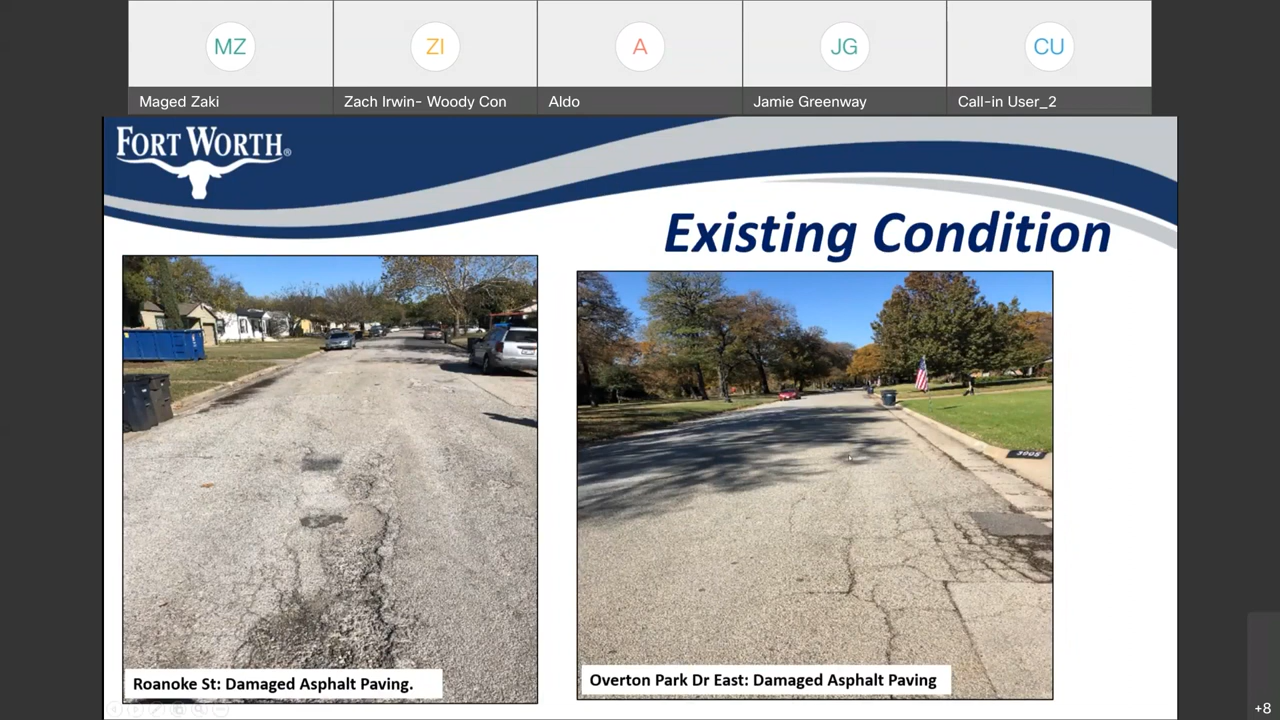 MZ
ZI
A
JG
CU
Maged Zaki
Zach Irwin- Woody Con
Aldo
Jamie Greenway
Call-in User_2
FORT WORTH®
Existing Condition
3905
Roanoke St: Damaged Asphalt Paving.
Overton Park Dr East: Damaged Asphalt Paving
+8